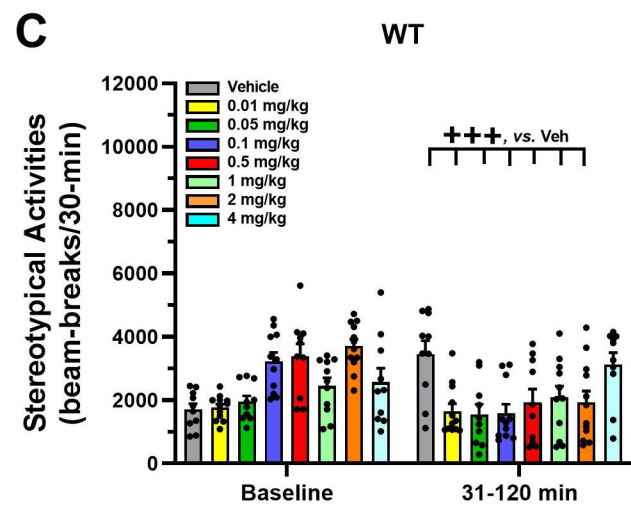 C
WT
Stereotypical Activities
(beam-breaks/30-min)
12000
10000
8000
6000
4000
2000
0
Vehicle
0.01 mg/kg
0.05 mg/kg
0.1 mg/kg
0.5 mg/kg
1 mg/kg
2 mg/kg
4 mg/kg
+++, vs. Veh
Baseline
31-120 min